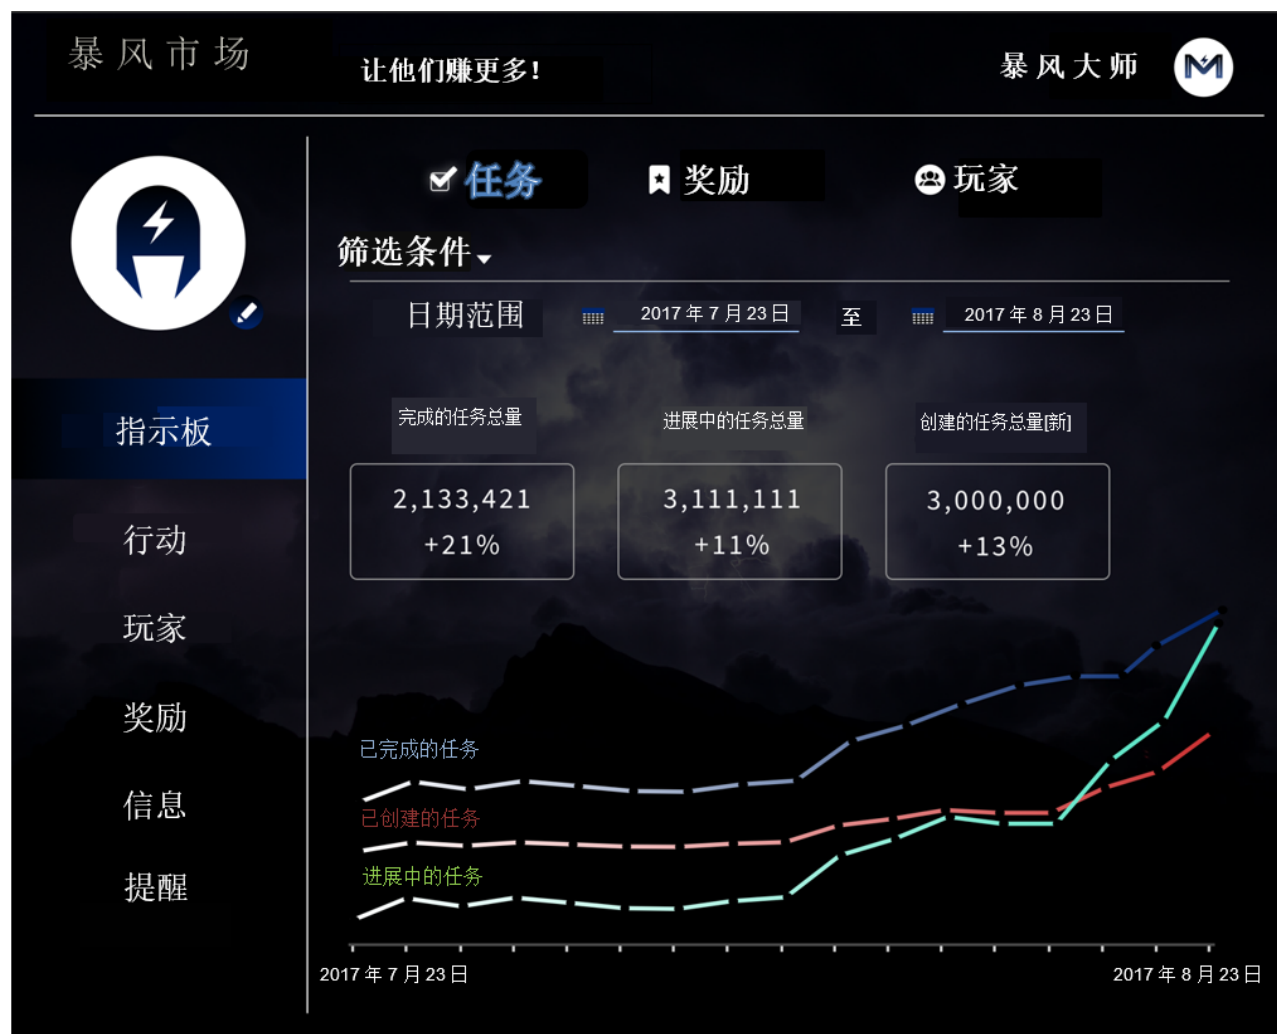 暴风市场
让他们赚更多!
暴风大师
任务
奖励
玩家
筛选条件
日期范围
2017 年 7 月 23 日
至
2017 年 8 月 23 日
指示板
行动
玩家
奖励
信息
提醒
完成的任务总量
进展中的任务总量
创建的任务总量[新]
2,133,421
+21%
3,111,111
+11%
3,000,000
+13%
已完成的任务
已创建的任务
进展中的任务
2017 年 7 月 23 日
2017 年 8 月 23 日